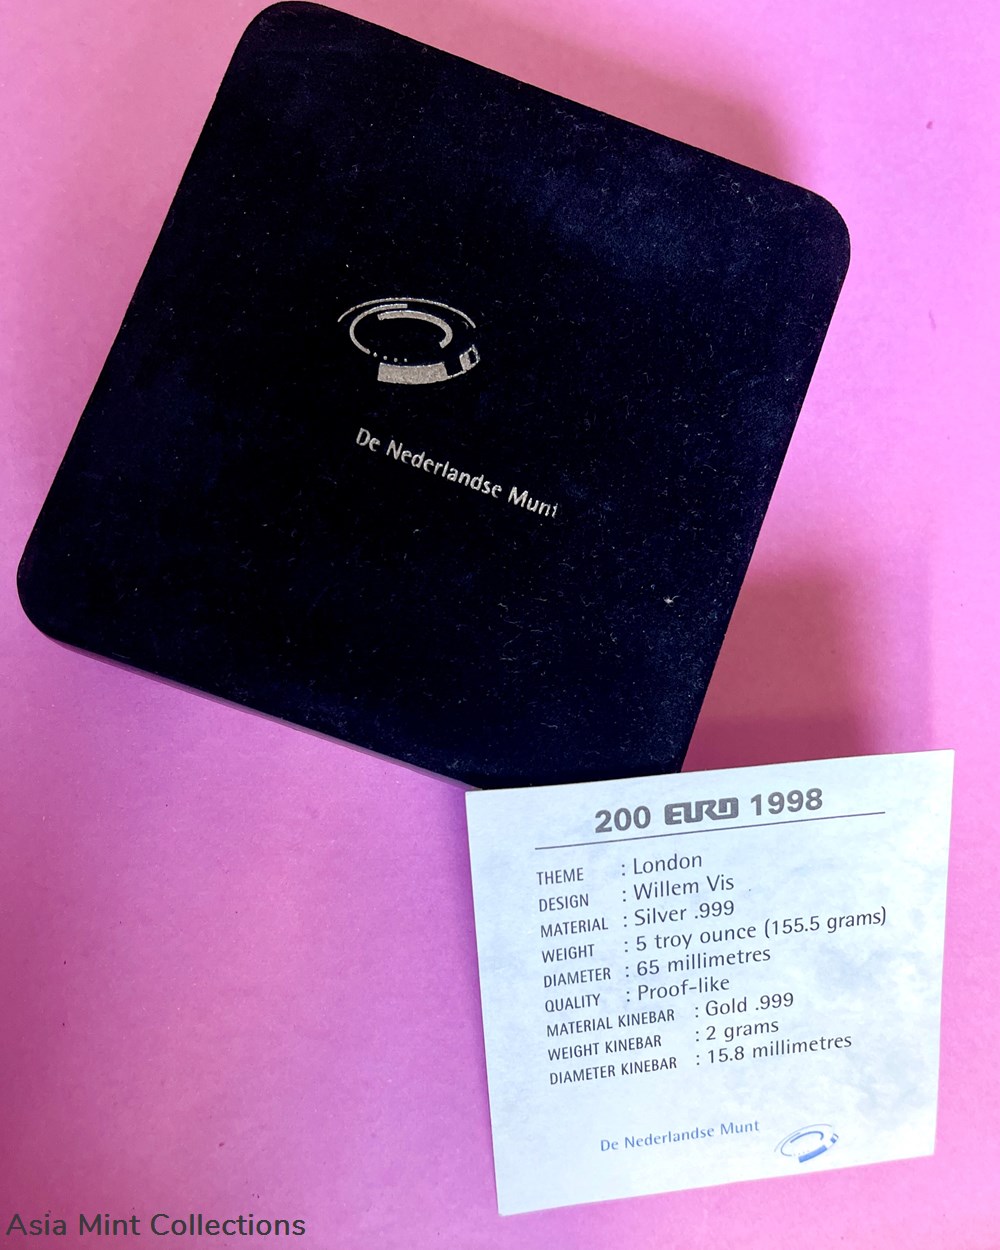 De Nederlandse Munt
200 EURO 1998
THEME : London
DESIGN : Willem Vis
MATERIAL : Silver .999
WEIGHT : 5 troy ounce (155.5 grams)
DIAMETER : 65 millimetres
QUALITY : Proof-like
MATERIAL KINEBAR : Gold .999
WEIGHT KINEBAR : 2 grams
DIAMETER KINEBAR : 15.8 millimetres
De Nederlandse Munt
Asia Mint Collections